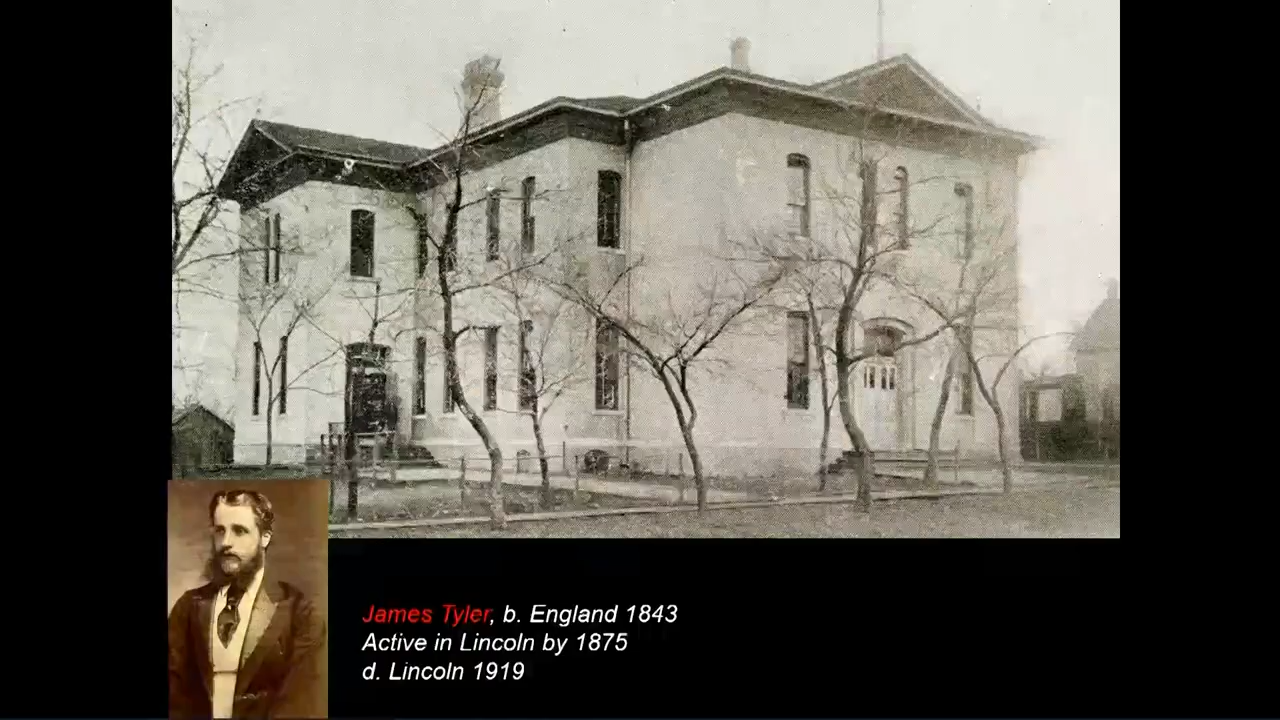 James Tyler, b. England 1843
Active in Lincoln by 1875
d. Lincoln 1919